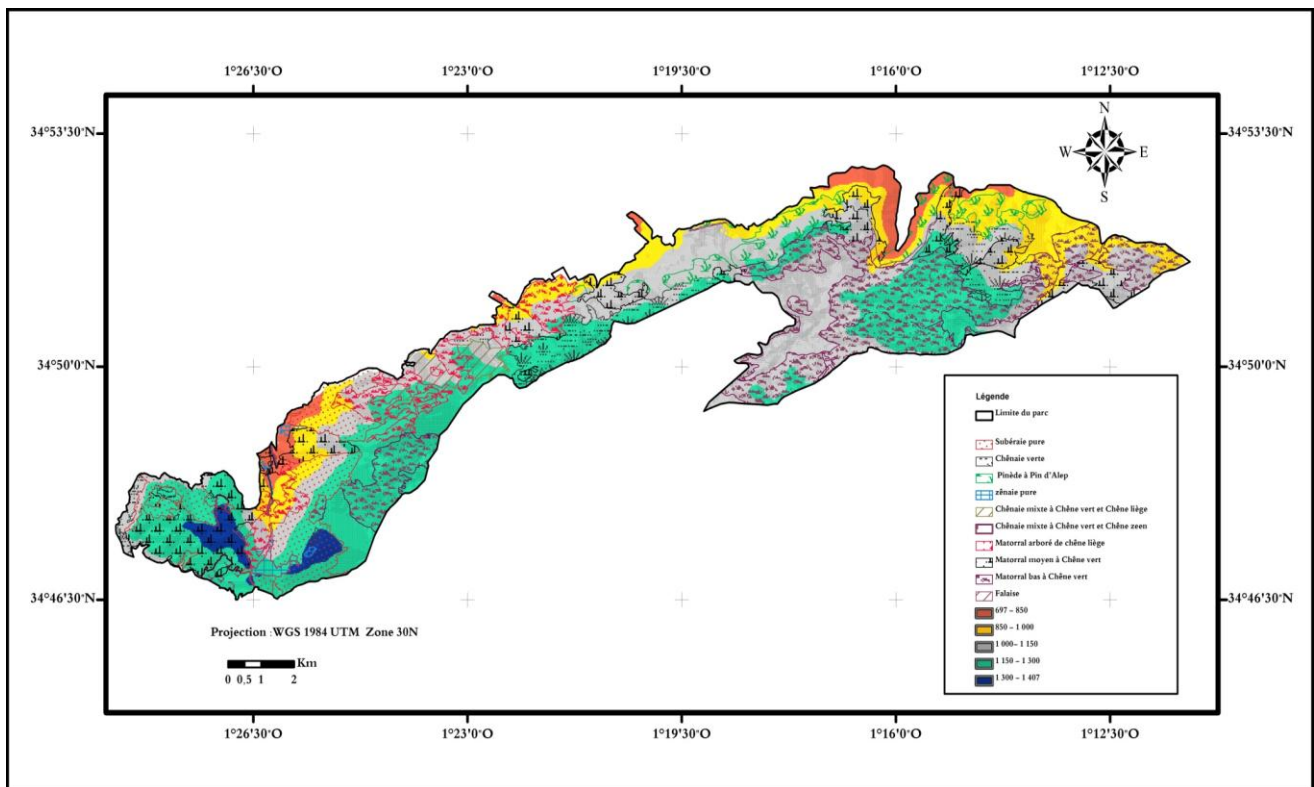 1°26'30"O 1°23'0"O 1°19'30"O 1°16'0"O 1°12'30"O
34°53'30"N 34°53'30"N
N
W E
S
34°50'0"N 34°50'0"N
Légende
Limite du parc
Subéraie pure
Chênaie verte
Pinède à Pin d'Alep
zénaie pure
Chênaie mixte à Chêne vert et Chêne liège
Chênaie mixte à Chêne vert et Chêne zeen
Matorral arboré de chêne liège
Matorral moyen à Chêne vert
Matorral bas à Chêne vert
Falaise
697 – 850
850 – 1 000
1 000– 1 150
1 150 – 1 300
1 300 – 1 407
34°46'30"N 34°46'30"N
Projection :WGS 1984 UTM Zone 30N
Km
0 0,5 1 2
1°26'30"O 1°23'0"O 1°19'30"O 1°16'0"O 1°12'30"O